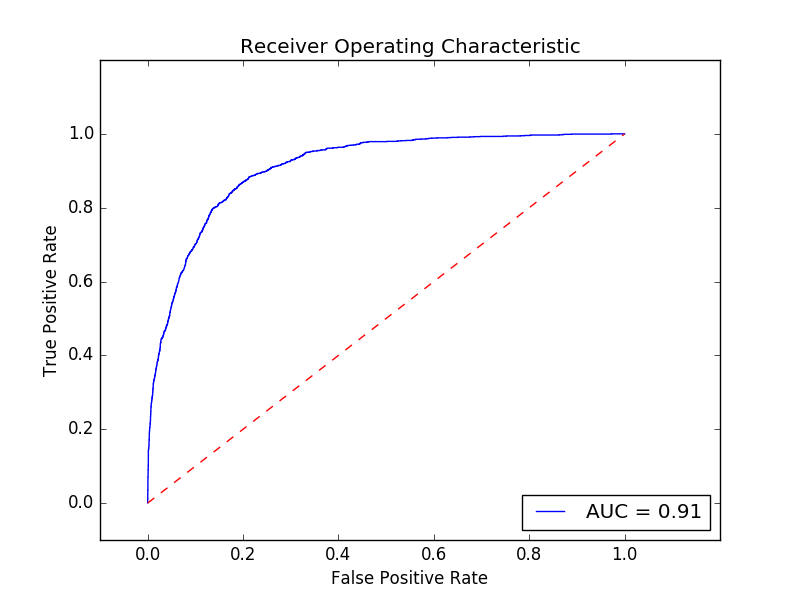 Receiver Operating Characteristic
True Positive Rate
1.0
0.8
0.6
0.4
0.2
0.0
AUC = 0.91
0.0 0.2 0.4 0.6 0.8 1.0
False Positive Rate